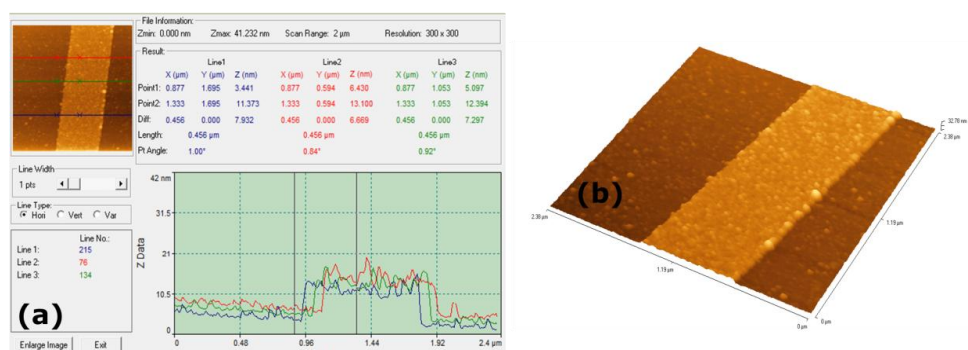 File Information:
Zmin: 0.000 nm Zmax: 41.232 nm Scan Range: 2 µm Resolution: 300 x 300
Result:
Line1 Line2 Line3
X (µm) Y (µm) Z (nm) X (µm) Y (µm) Z (nm) X (µm) Y (µm) Z (nm)
Point1: 0.877 1.695 3.441 0.877 0.594 6.430 0.877 1.053 5.097
Point2: 1.333 1.695 11.373 1.333 0.594 13.100 1.333 1.053 12.394
Diff: 0.456 0.000 7.932 0.456 0.000 6.669 0.456 0.000 7.297
Length: 0.456 µm 0.456 µm 0.456 µm
Pt Angle: 1.00° 0.84° 0.92°
Line Width
1 pts
Line Type:
Hori Vert Var
Line No.:
Line 1: 215
Line 2: 76
Line 3: 134
(a)
Enlarge Image Exit
42 nm
31.5
21
10.5
0
Z Data
0 0.48 0.96 1.44 1.92 2.4 µm
(b)
32.78 nm
2.38 µm
1.19 µm
0 µm
2.38 µm
1.19 µm
0 µm